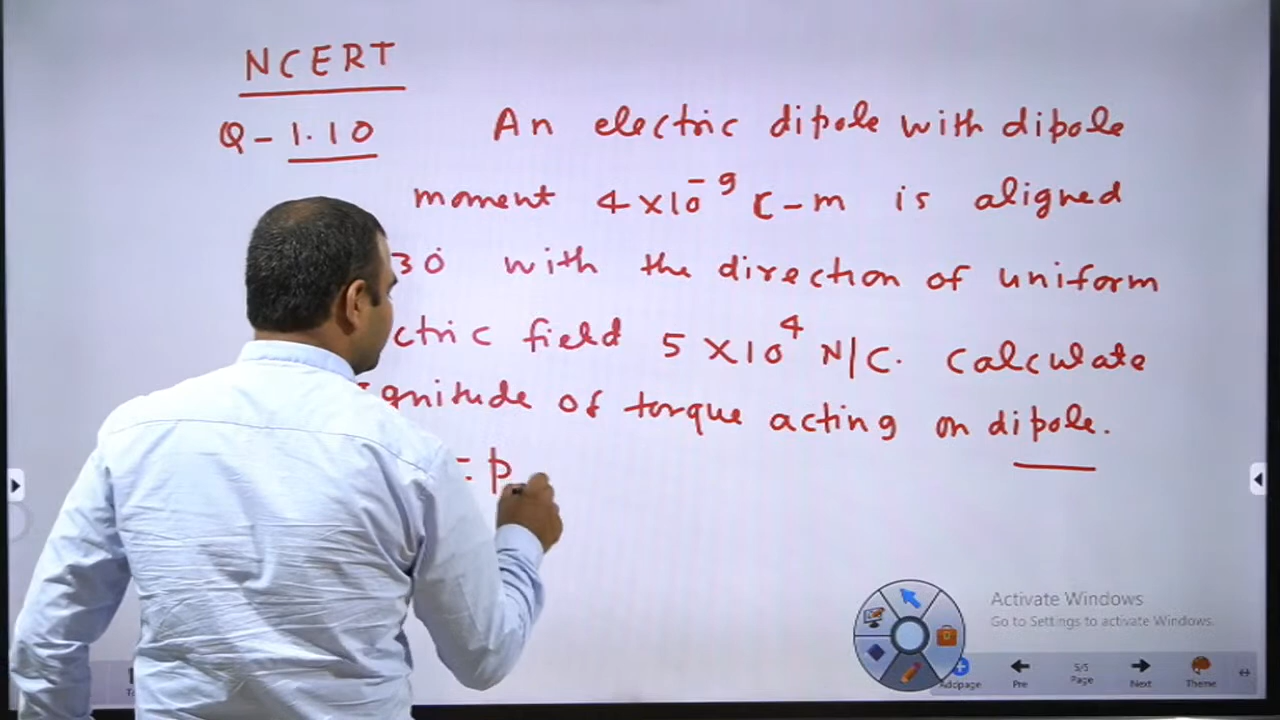 NCERT
Q - 1.10 An electric dipole with dipole
moment 4×10⁻⁹ C-m is aligned
30° with the direction of uniform
ctric field 5×10⁴ N/C. Calculate
gnitude of torque acting on dipole.
= p
Activate Windows
Go to Settings to activate Windows.
Addpage Pre 5/5 Page Next Theme